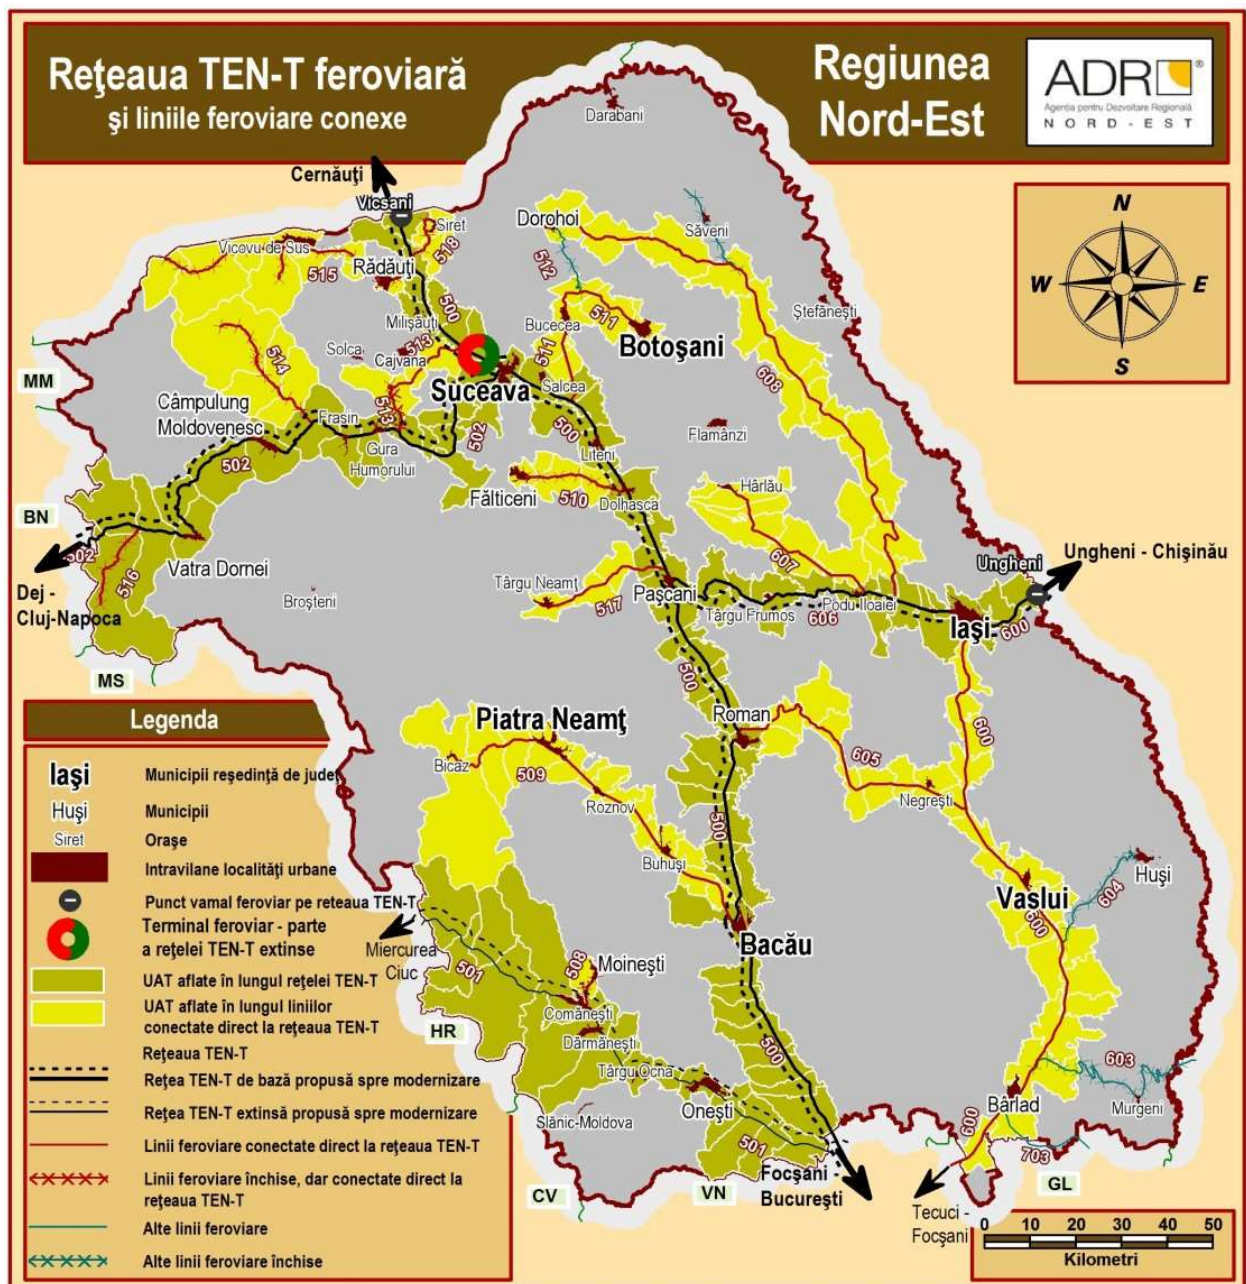 Reţeaua TEN-T feroviară
şi liniile feroviare conexe
Regiunea
Nord-Est
ADR
®
Agenţia pentru Dezvoltare Regională
NORD-EST
Darabani
Cernăuţi
Vicsani
Siret
Dorohoi
Săveni
N
W
E
S
Vicovu de Sus
515
518
Rădăuţi
512
500
Milişăuţi
Bucecea
511
Ştefăneşti
Botoşani
Solca
Cajvana
513
511
514
MM
Suceava
Salcea
608
Câmpulung
Moldovenesc
Frasin
513
Gura
Humorului
502
500
Liteni
Flamânzi
502
BN
Fălticeni
510
Dolhasca
Hârlău
502
516
Vatra Dornei
607
Ungheni
Ungheni - Chişinău
Dej -
Cluj-Napoca
Broşteni
Târgu Neamţ
517
Paşcani
Târgu Frumos
606
Podu Iloaiei
Iaşi
600
MS
500
Piatra Neamţ
Roman
600
605
Bicaz
509
Roznov
Negreşti
500
Buhuşi
Huşi
604
Vaslui
600
Bacău
Miercurea
Ciuc
501
508
Moineşti
Comăneşti
HR
Dărmăneşti
Târgu Ocna
500
603
Oneşti
Bârlad
Murgeni
Slănic-Moldova
501
600
703
CV
VN
Focşani
Bucureşti
GL
Tecuci -
Focşani
0 10 20 30 40 50
Kilometri
Legenda
Iaşi Municipii reşedinţă de judeţ
Huşi Municipii
Siret Oraşe
Intravilane localităţi urbane
Punct vamal feroviar pe reteaua TEN-T
Terminal feroviar - parte
a reţelei TEN-T extinse
UAT aflate în lungul reţelei TEN-T
UAT aflate în lungul liniilor
conectate direct la reţeaua TEN-T
Reţeaua TEN-T
Reţea TEN-T de bază propusă spre modernizare
Reţea TEN-T extinsă propusă spre modernizare
Linii feroviare conectate direct la reţeaua TEN-T
Linii feroviare închise, dar conectate direct la
reţeaua TEN-T
Alte linii feroviare
Alte linii feroviare închise